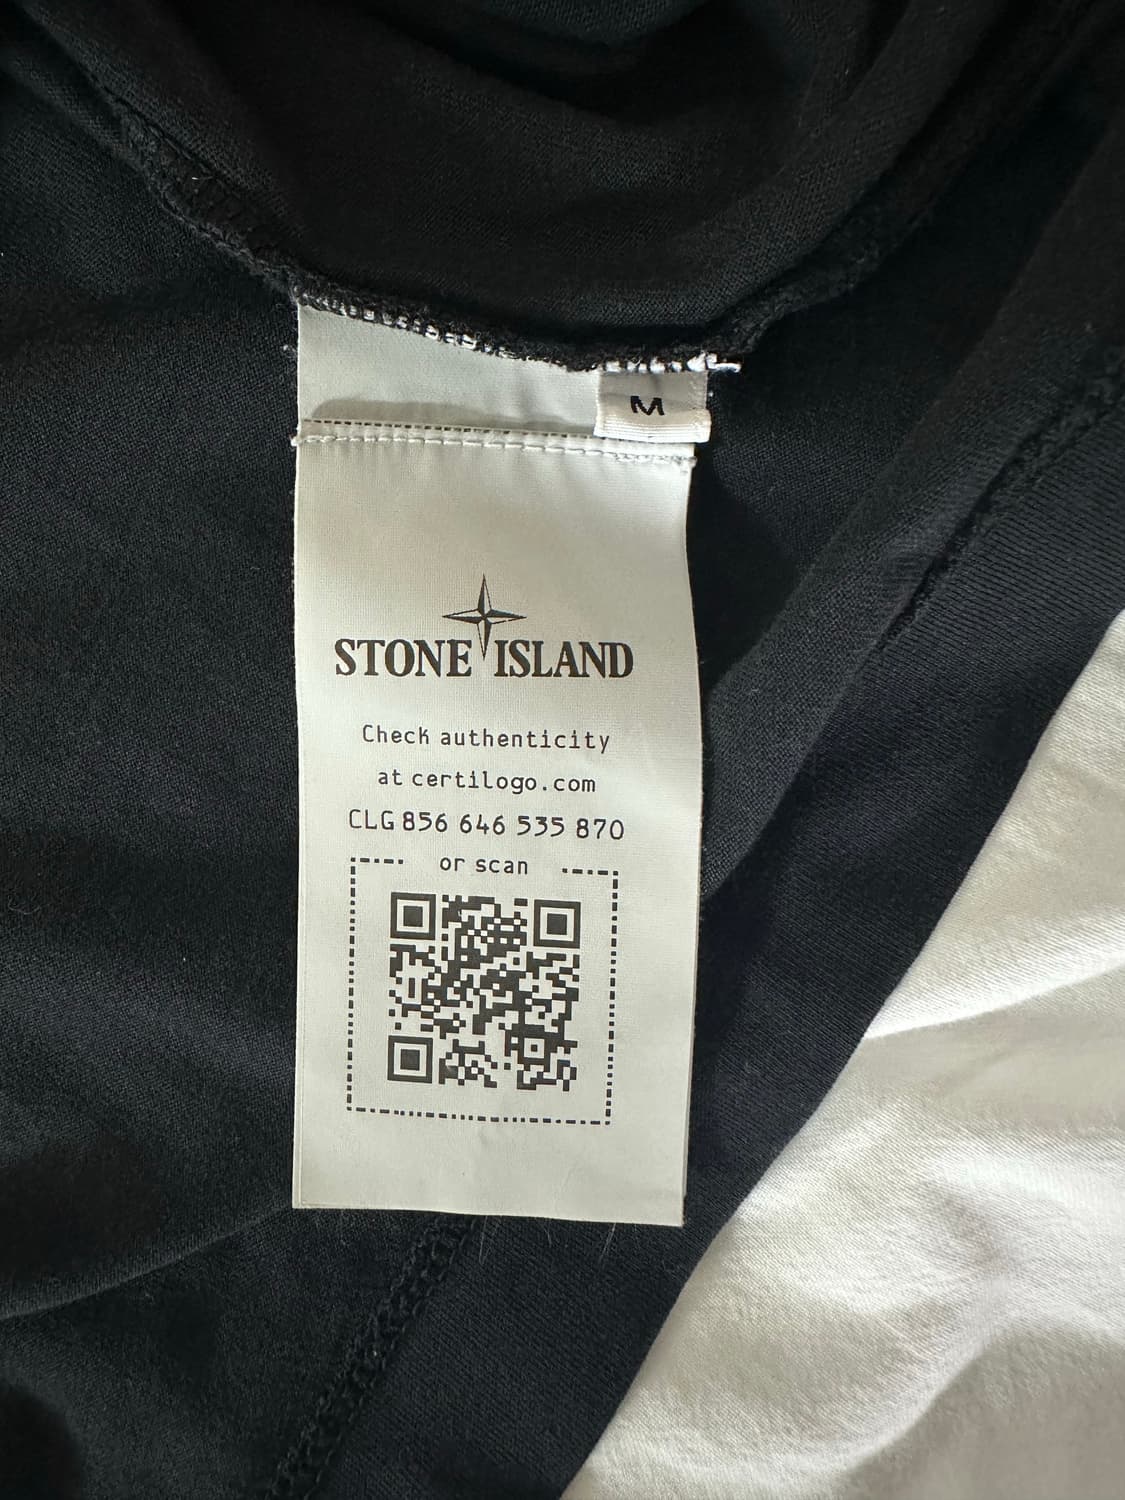 M
STONE ISLAND
Check authenticity
at certilogo.com
CLG 856 646 535 870
or scan